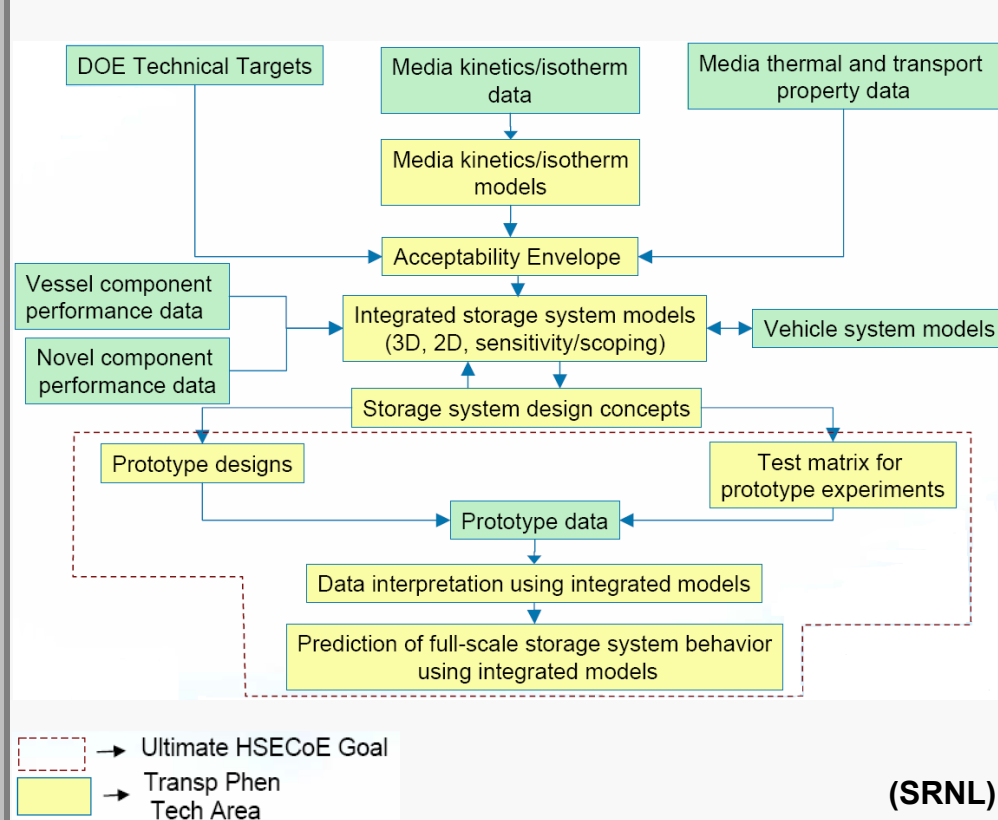 DOE Technical Targets
Media kinetics/isotherm
data
Media thermal and transport
property data
Media kinetics/isotherm
models
Acceptability Envelope
Vessel component
performance data
Integrated storage system models
(3D, 2D, sensitivity/scoping)
Vehicle system models
Novel component
performance data
Storage system design concepts
Prototype designs
Test matrix for
prototype experiments
Prototype data
Data interpretation using integrated models
Prediction of full-scale storage system behavior
using integrated models
Ultimate HSECoE Goal
Transp Phen
Tech Area
(SRNL)